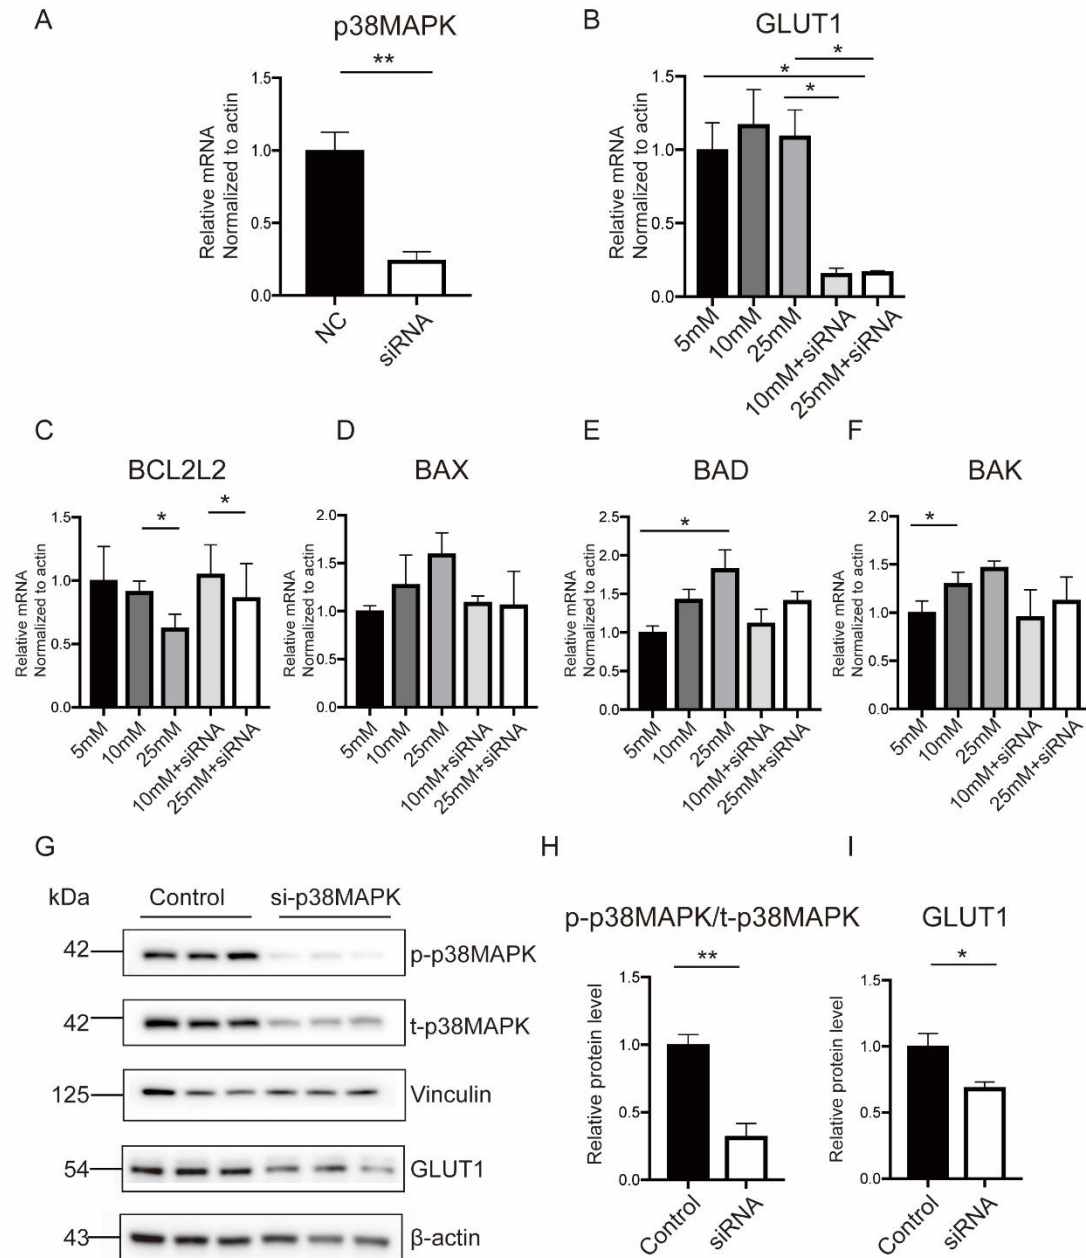 A
p38MAPK
**
Relative mRNA
Normalized to actin
1.5
1.0
0.5
0.0
NC
siRNA
B
GLUT1
*
*
*
Relative mRNA
Normalized to actin
1.5
1.0
0.5
0.0
5mM
10mM
25mM
10mM+siRNA
25mM+siRNA
C
BCL2L2
*
*
Relative mRNA
Normalized to actin
1.5
1.0
0.5
0.0
5mM
10mM
25mM
10mM+siRNA
25mM+siRNA
D
BAX
Relative mRNA
Normalized to actin
2.0
1.5
1.0
0.5
0.0
5mM
10mM
25mM
10mM+siRNA
25mM+siRNA
E
BAD
*
Relative mRNA
Normalized to actin
2.5
2.0
1.5
1.0
0.5
0.0
5mM
10mM
25mM
10mM+siRNA
25mM+siRNA
F
BAK
*
Relative mRNA
Normalized to actin
2.0
1.5
1.0
0.5
0.0
5mM
10mM
25mM
10mM+siRNA
25mM+siRNA
G
kDa
Control
si-p38MAPK
42
p-p38MAPK
42
t-p38MAPK
125
Vinculin
54
GLUT1
43
β-actin
H
p-p38MAPK/t-p38MAPK
**
Relative protein level
1.5
1.0
0.5
0.0
Control
siRNA
I
GLUT1
*
Relative protein level
1.5
1.0
0.5
0.0
Control
siRNA